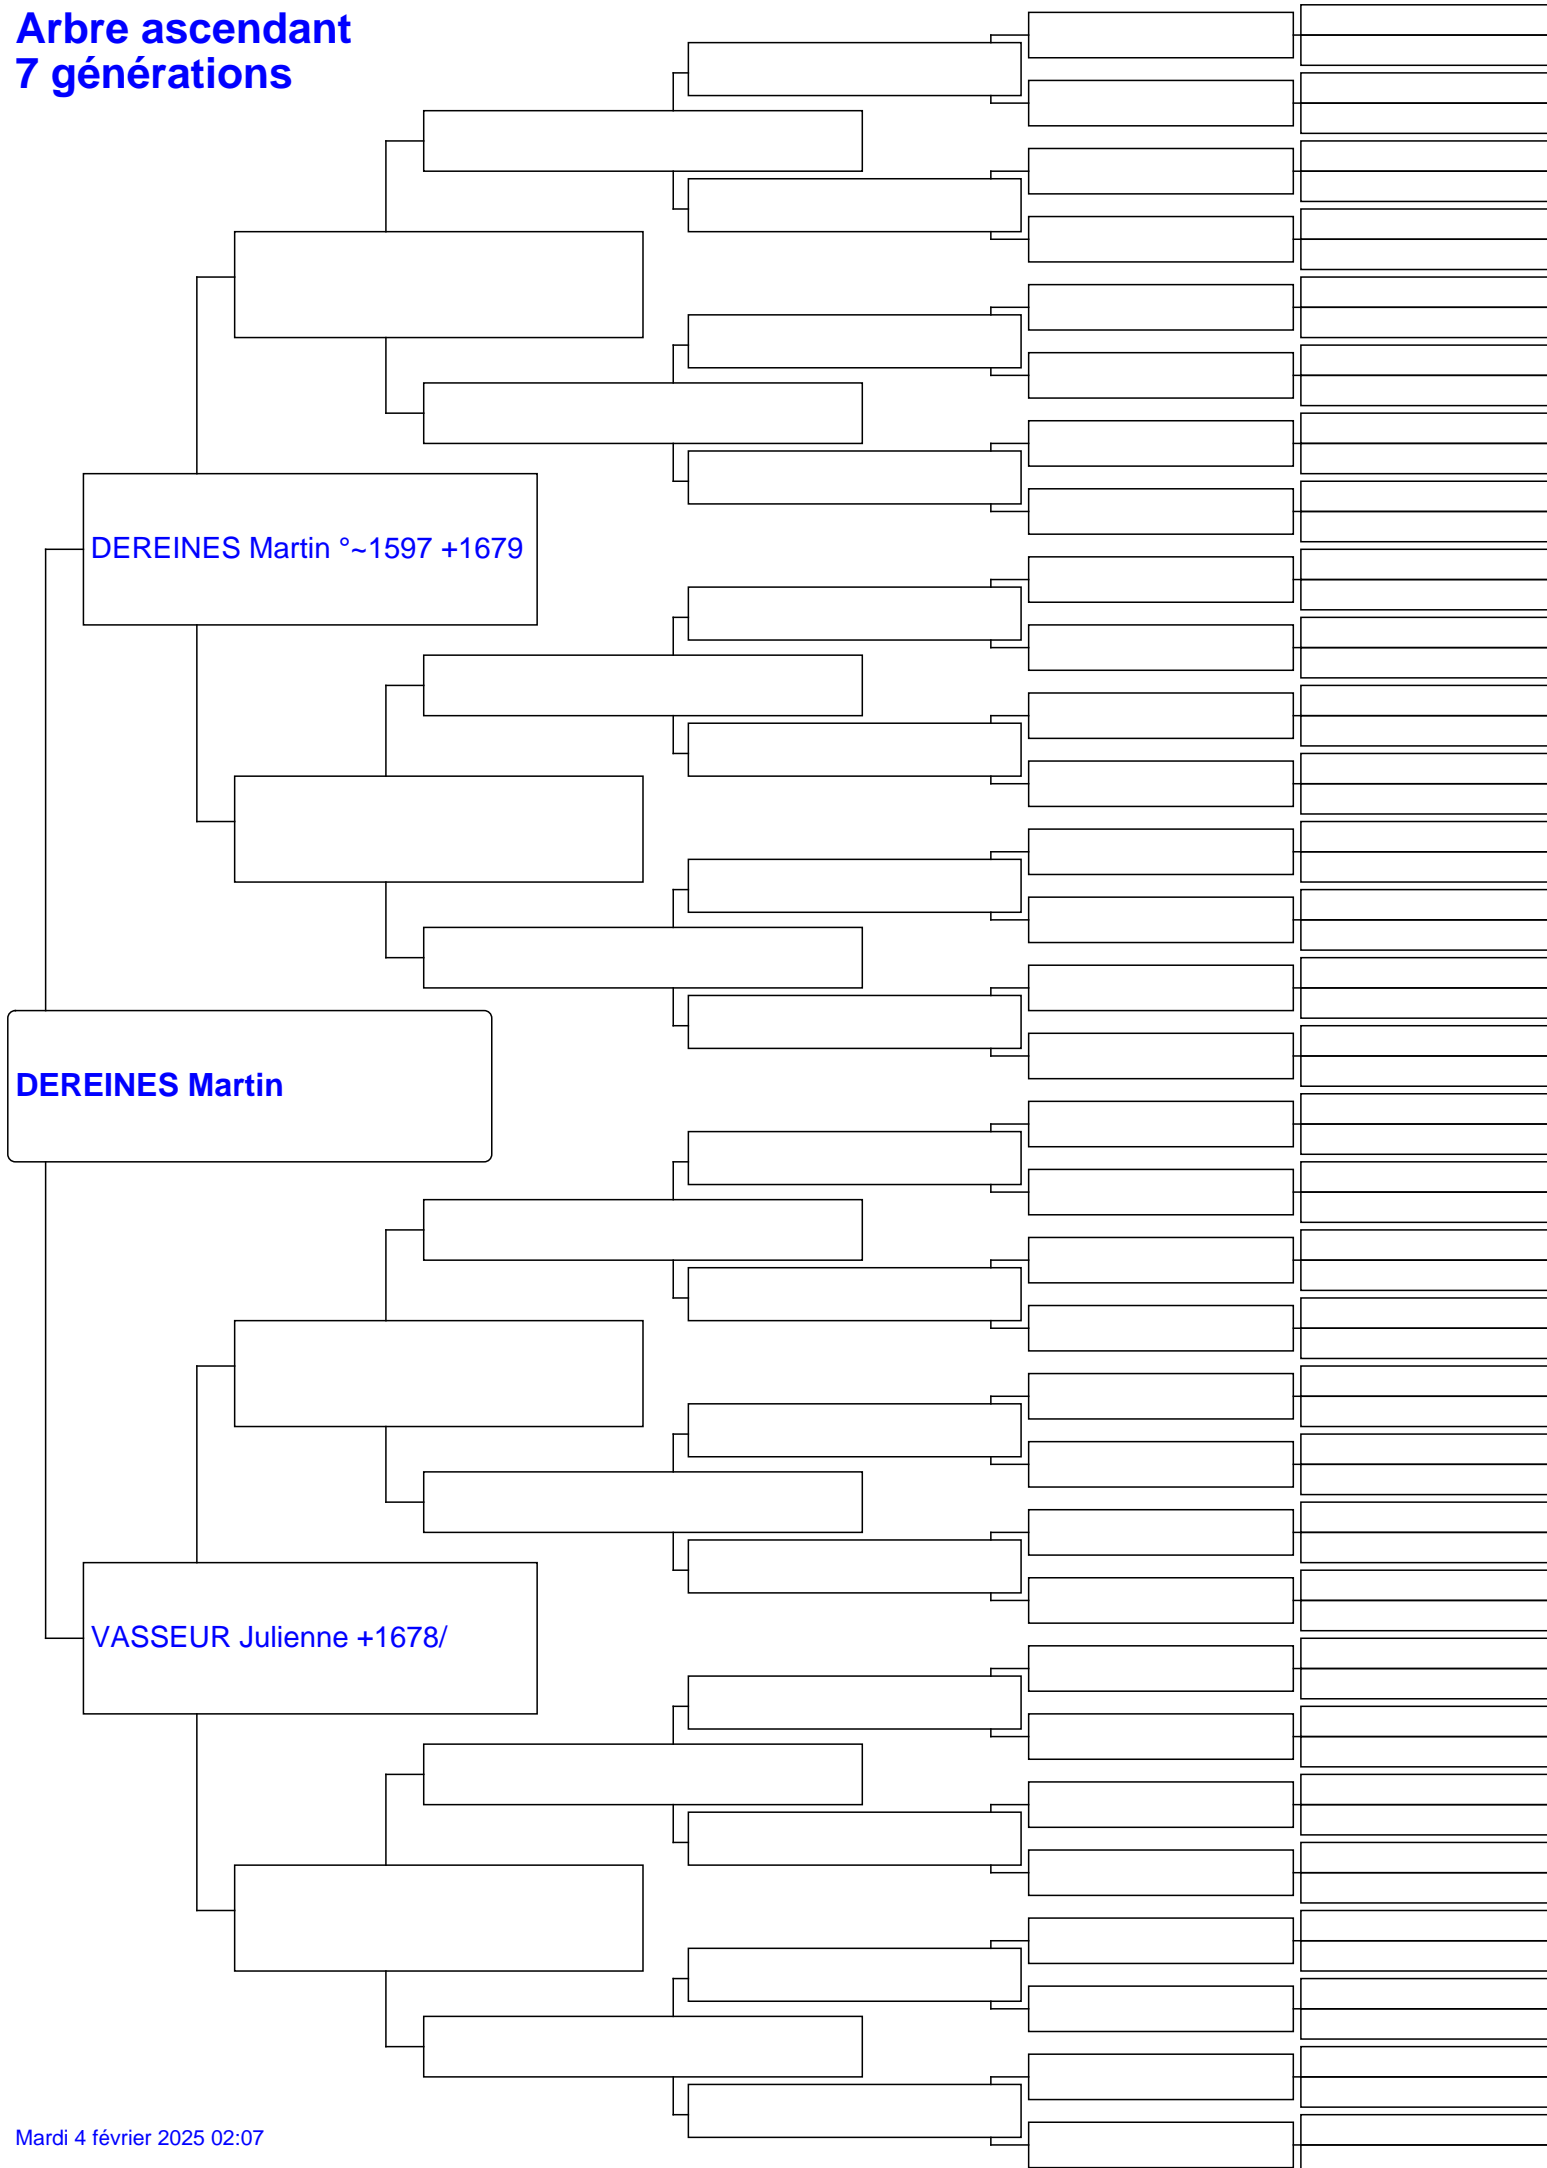 Arbre ascendant
7 générations
DEREINES Martin °~1597 +1679
DEREINES Martin
VASSEUR Julienne +1678/
Mardi 4 février 2025 02:07